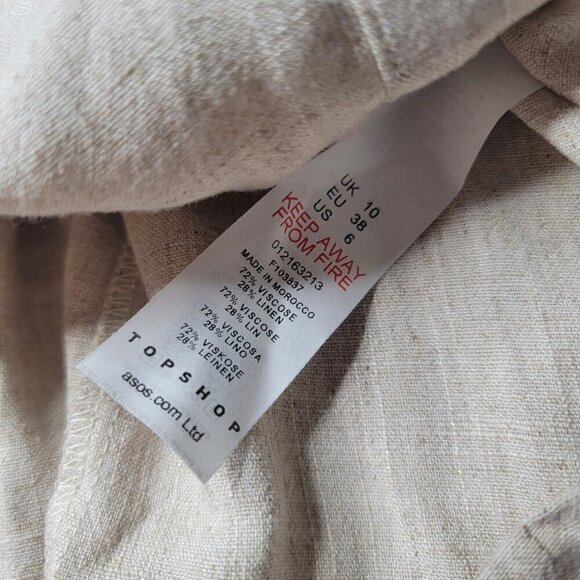 UK 10
EU 38
US 6
KEEP AWAY
FROM FIRE
012163213
F103837
MADE IN MOROCCO
72% VISCOSE
28% LINEN
72% VISCOSE
28% LIN
72% VISCOSA
28% LINO
72% VISKOSE
28% LEINEN
TOPSHOP
asos.com Ltd